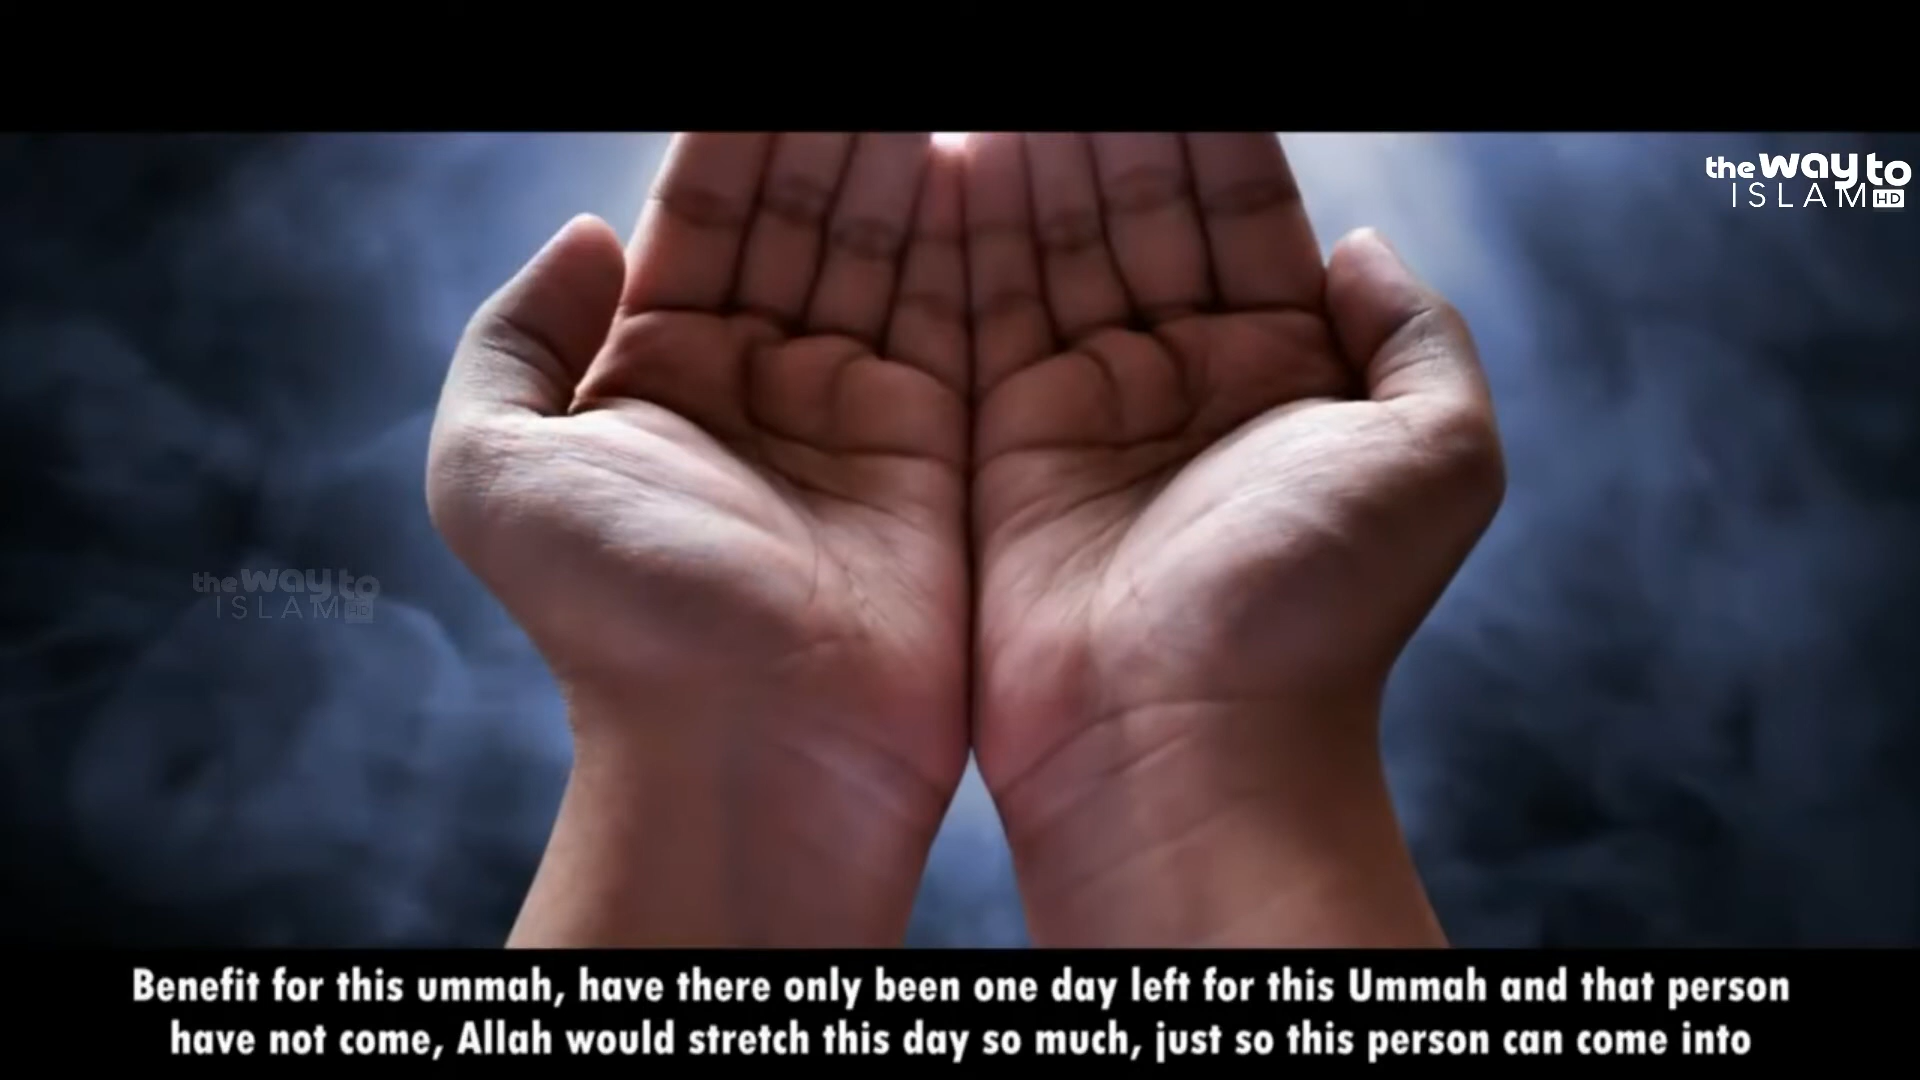 the way to
ISLAM HD
the way to
ISLAM HD
Benefit for this ummah, have there only been one day left for this Ummah and that person
have not come, Allah would stretch this day so much, just so this person can come into